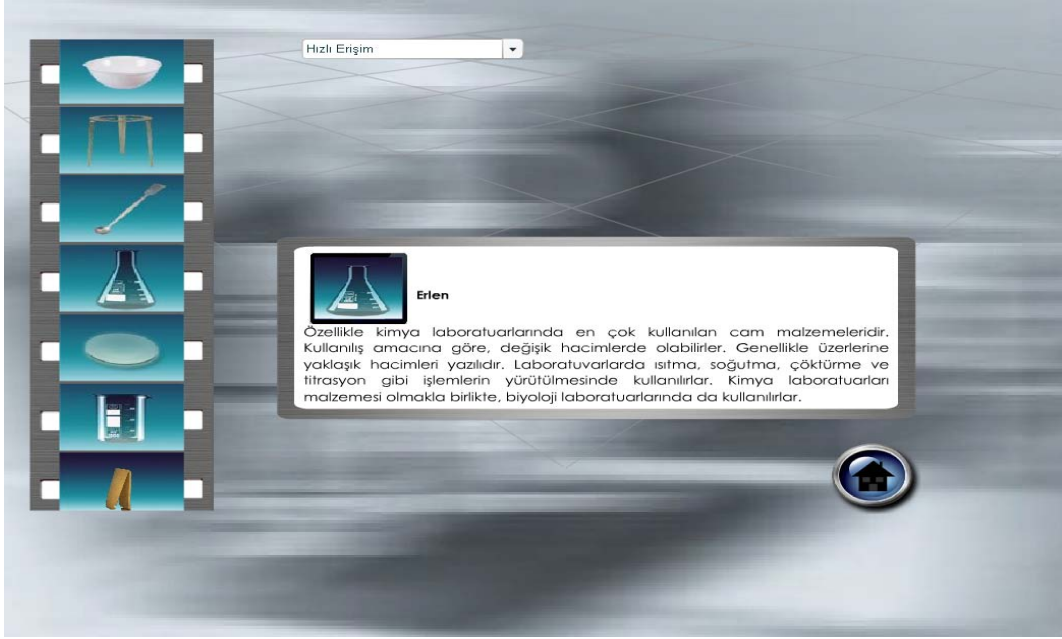 Hızlı Erişim
Erlen
Özellikle kimya laboratuarlarında en çok kullanılan cam malzemeleridir.
Kullanılış amacına göre, değişik hacimlerde olabilirler. Genellikle üzerlerine
yaklaşık hacimleri yazılıdır. Laboratuvarlarda ısıtma, soğutma, çöktürme ve
titrasyon gibi işlemlerin yürütülmesinde kullanılırlar. Kimya laboratuarları
malzemesi olmakla birlikte, biyoloji laboratuarlarında da kullanılırlar.